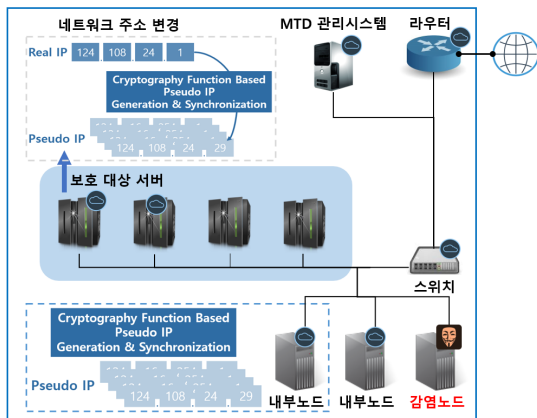 네트워크 주소 변경
MTD 관리시스템
라우터
Real IP 124 . 108 . 24 . 1
Cryptography Function Based
Pseudo IP
Generation & Synchronization
Pseudo IP
124 108 24 29
보호 대상 서버
스위치
Cryptography Function Based
Pseudo IP
Generation & Synchronization
Pseudo IP
124 108 24 29
내부노드
내부노드
감염노드